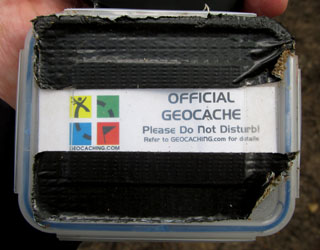 OFFICIAL
GEOCACHE
Please Do Not Disturb!
Refer to GEOCACHING.com for details
GEOCACHING.COM